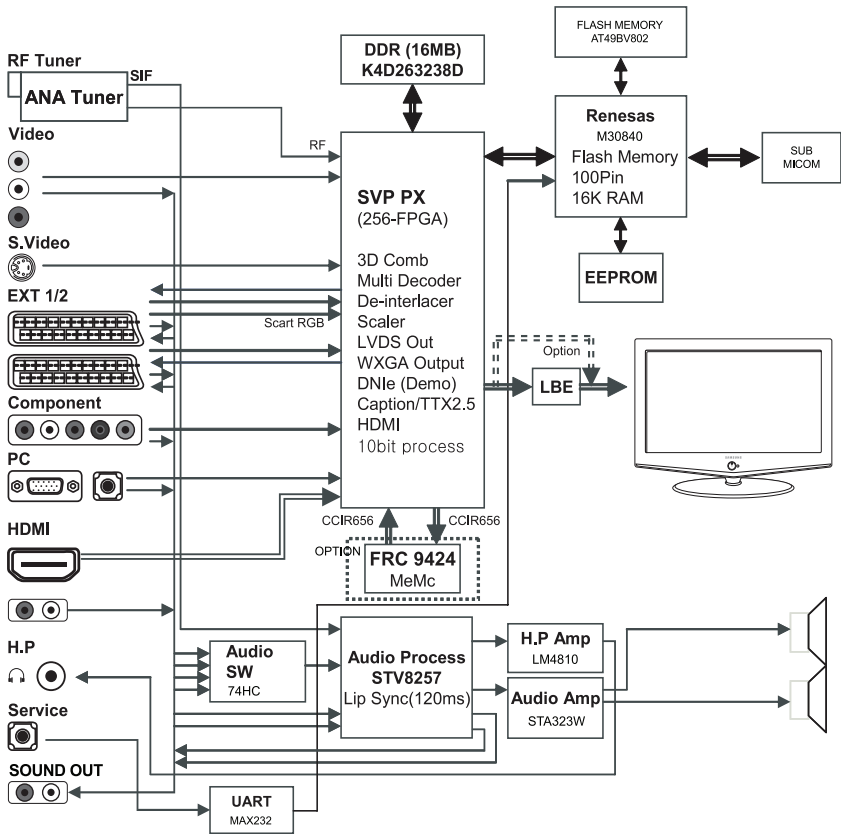 RF Tuner
ANA Tuner
SIF
Video
S.Video
EXT 1/2
Component
PC
HDMI
H.P
Service
SOUND OUT
DDR (16MB)
K4D263238D
RF
Scart RGB
SVP PX
(256-FPGA)
3D Comb
Multi Decoder
De-interlacer
Scaler
LVDS Out
WXGA Output
DNIe (Demo)
Caption/TTX2.5
HDMI
10bit process
FLASH MEMORY
AT49BV802
Renesas
M30840
Flash Memory
100Pin
16K RAM
SUB
MICOM
EEPROM
Option
LBE
SAMSUNG
CCIR656
CCIR656
OPTION
FRC 9424
MeMc
Audio
SW
74HC
Audio Process
STV8257
Lip Sync(120ms)
H.P Amp
LM4810
Audio Amp
STA323W
UART
MAX232